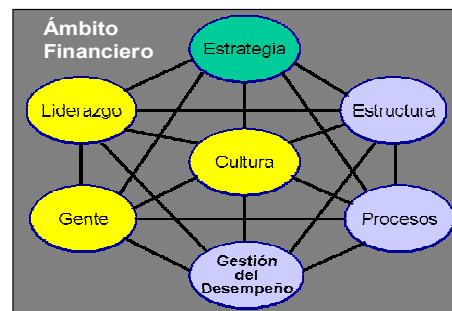 Ámbito
Financiero
Estrategia
Liderazgo
Estructura
Cultura
Gente
Procesos
Gestión
del
Desempeño